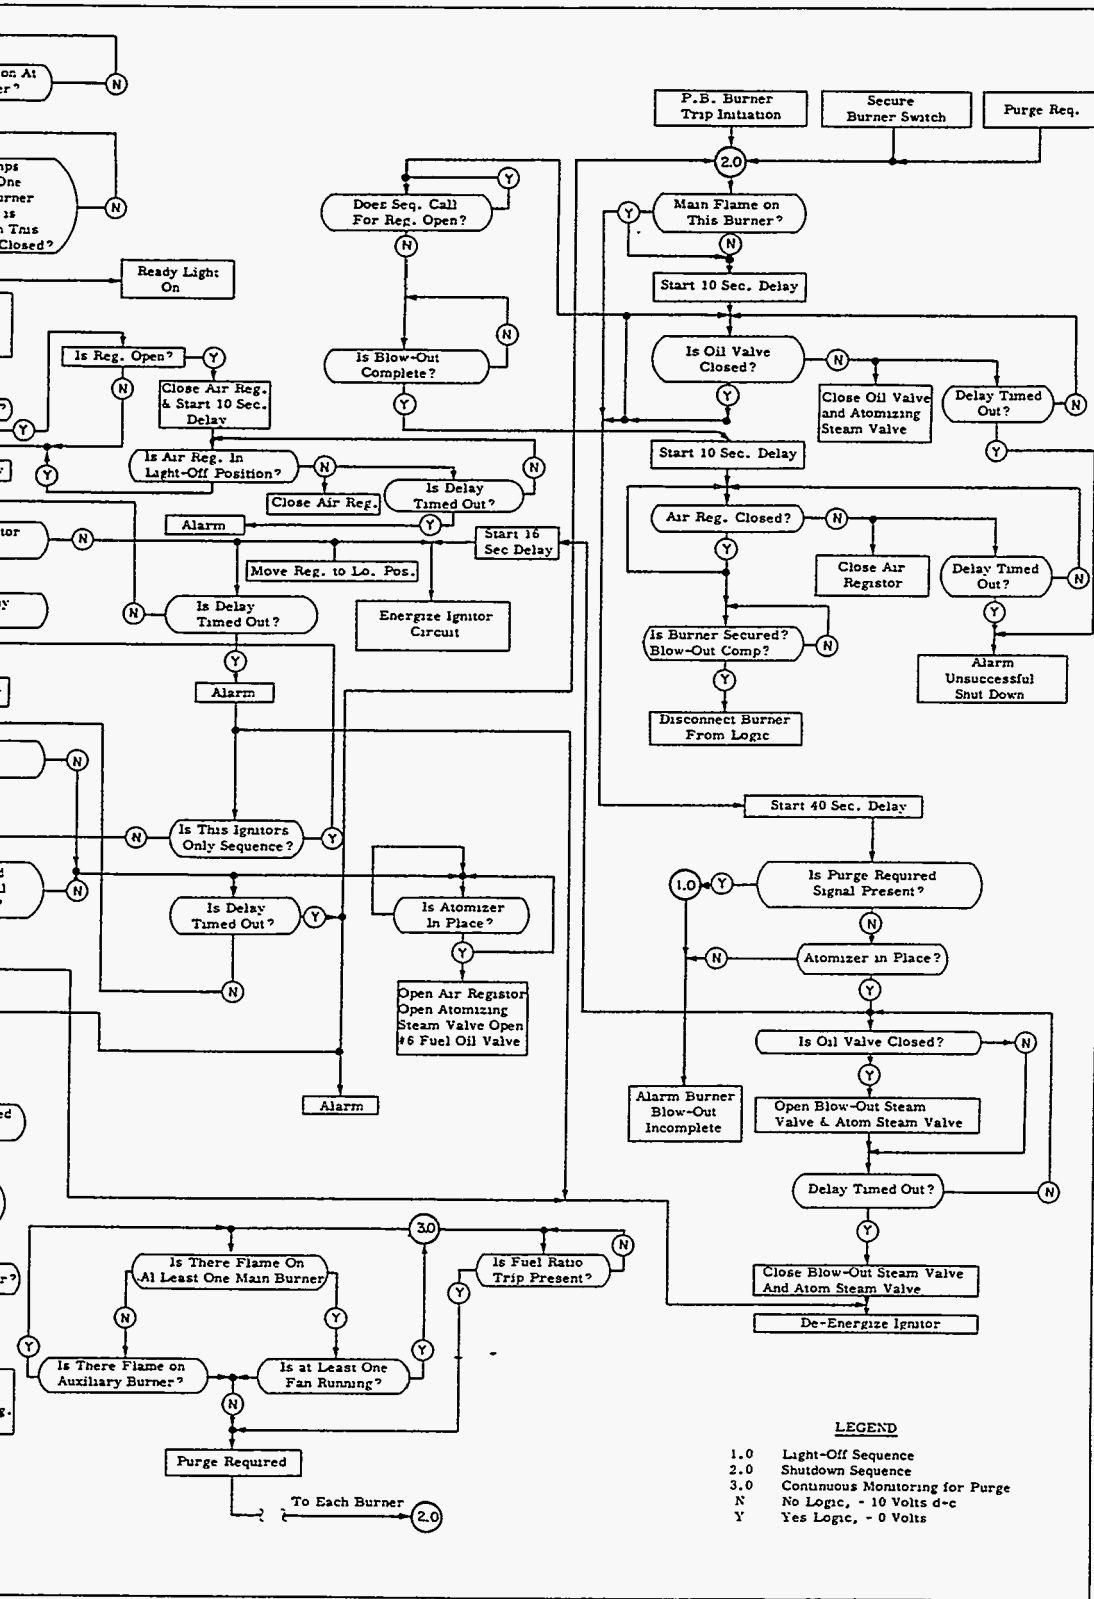 on At
er?
N
mps
One
urner
is
n This
Closed?
N
Ready Light
On
Is Reg. Open?
Y
N
Close Air Reg.
& Start 10 Sec.
Delay
?
Y
Y
Is Air Reg. In
Light-Off Position?
N
N
Close Air Reg.
Is Delay
Timed Out?
Y
Alarm
tor
N
Start 16
Sec Delay
Move Reg. to Lo. Pos.
Energize Ignitor
Circuit
N
Is Delay
Timed Out?
Y
Alarm
N
N
Is This Ignitors
Only Sequence?
Y
N
Is Delay
Timed Out?
Y
N
Is Atomizer
In Place?
Y
Open Air Registor
Open Atomizing
Steam Valve Open
#6 Fuel Oil Valve
Alarm
Does Seq. Call
For Reg. Open?
Y
N
Is Blow-Out
Complete?
N
Y
P.B. Burner
Trip Initiation
Secure
Burner Switch
Purge Req.
2.0
Main Flame on
This Burner?
Y
N
Start 10 Sec. Delay
Is Oil Valve
Closed?
N
Y
Close Oil Valve
and Atomizing
Steam Valve
Delay Timed
Out?
N
Y
Start 10 Sec. Delay
Air Reg. Closed?
N
Y
Close Air
Registor
Delay Timed
Out?
N
Y
Alarm
Unsuccessful
Shut Down
Is Burner Secured?
Blow-Out Comp?
N
Y
Disconnect Burner
From Logic
Start 40 Sec. Delay
Is Purge Required
Signal Present?
Y
1.0
N
Atomizer in Place?
N
Y
Is Oil Valve Closed?
N
Y
Alarm Burner
Blow-Out
Incomplete
Open Blow-Out Steam
Valve & Atom Steam Valve
Delay Timed Out?
N
Y
Close Blow-Out Steam Valve
And Atom Steam Valve
De-Energize Ignitor
ed
r?
g.
3.0
Is There Flame On
At Least One Main Burner
N
Y
Is Fuel Ratio
Trip Present?
N
Y
Y
Is There Flame on
Auxiliary Burner?
Is at Least One
Fan Running?
Y
N
Purge Required
To Each Burner
2.0
LEGEND
1.0 Light-Off Sequence
2.0 Shutdown Sequence
3.0 Continuous Monitoring for Purge
N No Logic, - 10 Volts d-c
Y Yes Logic, - 0 Volts